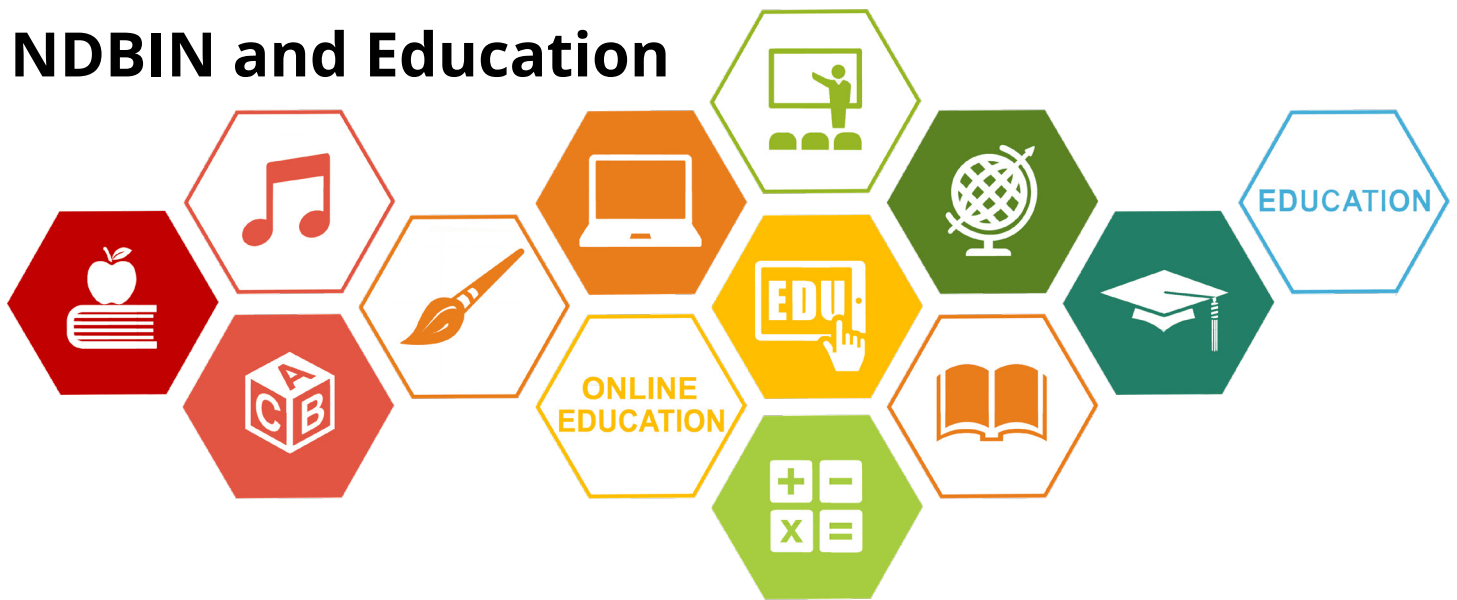 NDBIN and Education
EDUCATION
EDU
A
C B
ONLINE
EDUCATION
+ -
x =